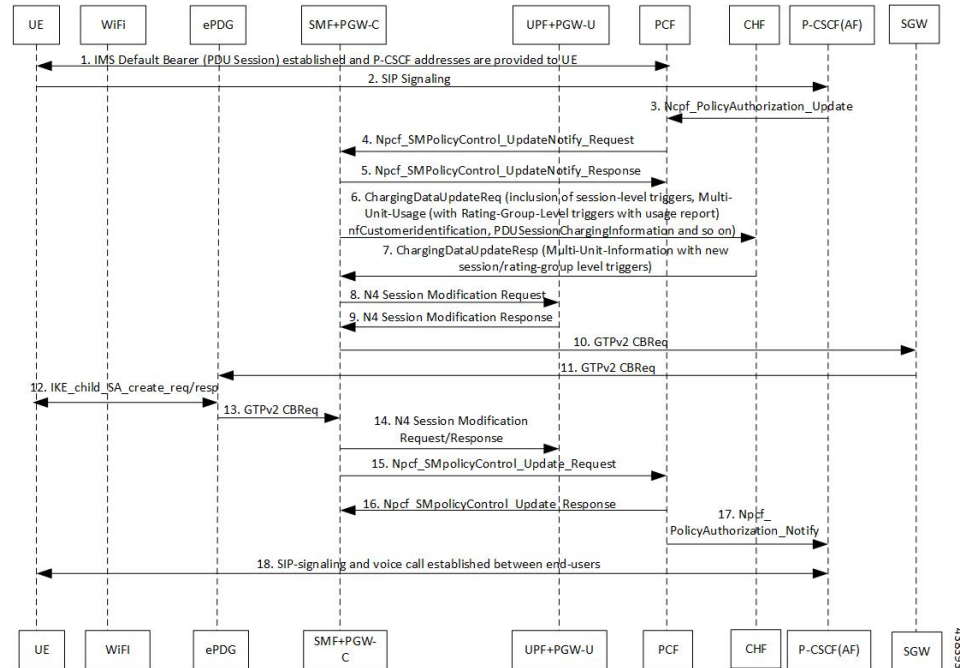 UE WiFi ePDG SMF+PGW-C UPF+PGW-U PCF CHF P-CSCF(AF) SGW
1. IMS Default Bearer (PDU Session) established and P-CSCF addresses are provided to UE
2. SIP Signaling
3. Ncpf_PolicyAuthorization_Update
4. Npcf_SMPolicyControl_UpdateNotify_Request
5. Npcf_SMPolicyControl_UpdateNotify_Response
6. ChargingDataUpdateReq (inclusion of session-level triggers, Multi-
Unit-Usage (with Rating-Group-Level triggers with usage report)
nfCustomeridentification, PDUSessionChargingInformation and so on)
7. ChargingDataUpdateResp (Multi-Unit-Information with new
session/rating-group level triggers)
8. N4 Session Modification Request
9. N4 Session Modification Response
10. GTPv2 CBReq
11. GTPv2 CBReq
12. IKE_child_SA_create_req/resp
13. GTPv2 CBReq
14. N4 Session Modification
Request/Response
15. Npcf_SMpolicyControl_Update_Request
16. Npcf_SMpolicyControl_Update_Response
17. Npcf_
PolicyAuthorization_Notify
18. SIP-signaling and voice call established between end-users
UE WiFI ePDG SMF+PGW-
C UPF+PGW-U PCF CHF P-CSCF(AF) SGW